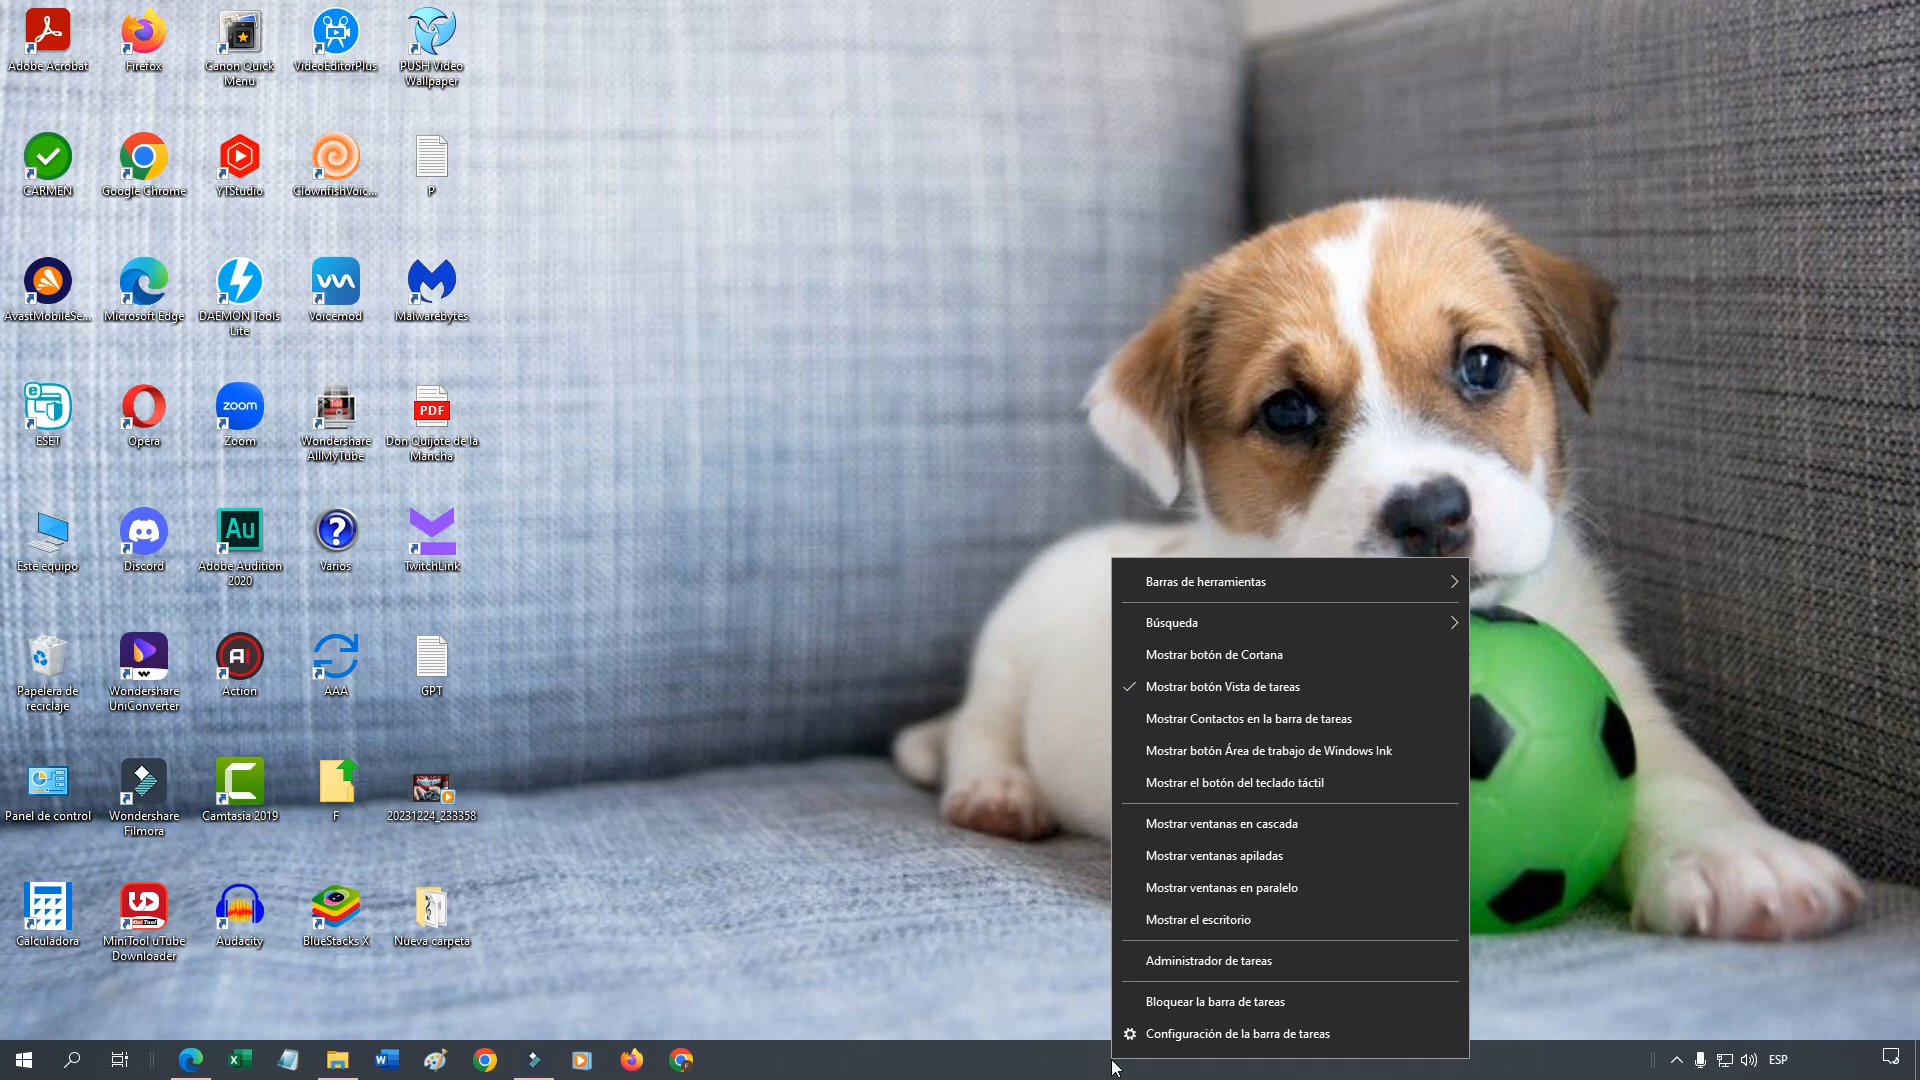 Adobe Acrobat
Firefox
Canon Quick
Menu
VideoEditorPlus
PUSH Video
Wallpaper
CARMEN
Google Chrome
YTStudio
ClownfishVoic...
P
AvastMobileSe...
Microsoft Edge
DAEMON Tools
Lite
Voicemod
Malwarebytes
ESET
Opera
zoom
Zoom
Wondershare
AllMyTube
PDF
Don Quijote de la
Mancha
Este equipo
Discord
Au
Adobe Audition
2020
Varios
TwitchLink
Papelera de
reciclaje
Wondershare
UniConverter
Action
AAA
GPT
Panel de control
Wondershare
Filmora
Camtasia 2019
F
20231224_233358
Calculadora
MiniTool uTube
Downloader
Audacity
BlueStacks X
Nueva carpeta
Barras de herramientas
Búsqueda
Mostrar botón de Cortana
Mostrar botón Vista de tareas
Mostrar Contactos en la barra de tareas
Mostrar botón Área de trabajo de Windows Ink
Mostrar el botón del teclado táctil
Mostrar ventanas en cascada
Mostrar ventanas apiladas
Mostrar ventanas en paralelo
Mostrar el escritorio
Administrador de tareas
Bloquear la barra de tareas
Configuración de la barra de tareas
ESP